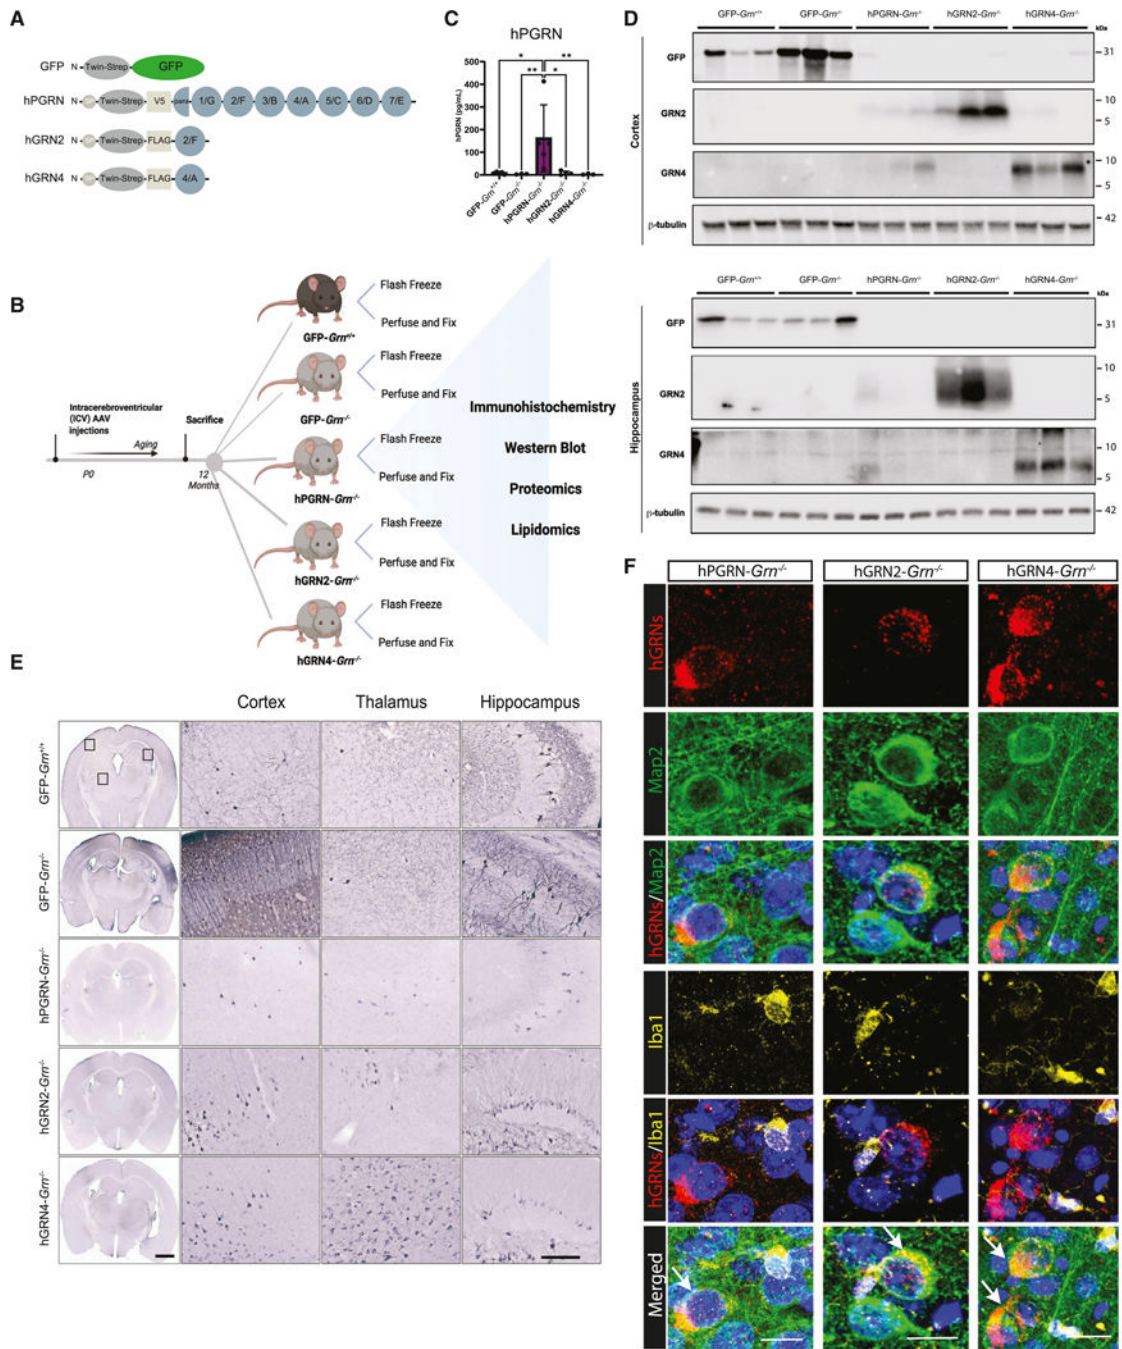 A
GFP N Twin-Strep GFP
hPGRN N SP Twin-Strep V5 para 1/G 2/F 3/B 4/A 5/C 6/D 7/E
hGRN2 N SP Twin-Strep FLAG 2/F
hGRN4 N SP Twin-Strep FLAG 4/A
B
Intracerebroventricular
(ICV) AAV
injections
Aging
Sacrifice
P0
12
Months
Flash Freeze
Perfuse and Fix
GFP-Grn+/+
Flash Freeze
Perfuse and Fix
GFP-Grn-/-
Flash Freeze
Perfuse and Fix
hPGRN-Grn-/-
Flash Freeze
Perfuse and Fix
hGRN2-Grn-/-
Flash Freeze
Perfuse and Fix
hGRN4-Grn-/-
Immunohistochemistry
Western Blot
Proteomics
Lipidomics
C
hPGRN
* **
** *
hPGRN (pg/mL)
500
400
300
200
100
0
GFP-Grn+/+
GFP-Grn-/-
hPGRN-Grn-/-
hGRN2-Grn-/-
hGRN4-Grn-/-
D
GFP-Grn+/+ GFP-Grn-/- hPGRN-Grn-/- hGRN2-Grn-/- hGRN4-Grn-/-
kDa
Cortex
GFP 31
GRN2 10
5
GRN4 10
5
β-tubulin 42
GFP-Grn+/+ GFP-Grn-/- hPGRN-Grn-/- hGRN2-Grn-/- hGRN4-Grn-/-
kDa
Hippocampus
GFP 31
GRN2 10
5
GRN4 10
5
β-tubulin 42
E
Cortex Thalamus Hippocampus
GFP-Grn+/+
GFP-Grn-/-
hPGRN-Grn-/-
hGRN2-Grn-/-
hGRN4-Grn-/-
F
hPGRN-Grn-/- hGRN2-Grn-/- hGRN4-Grn-/-
hGRNs
Map2
hGRNs/Map2
Iba1
hGRNs/Iba1
Merged